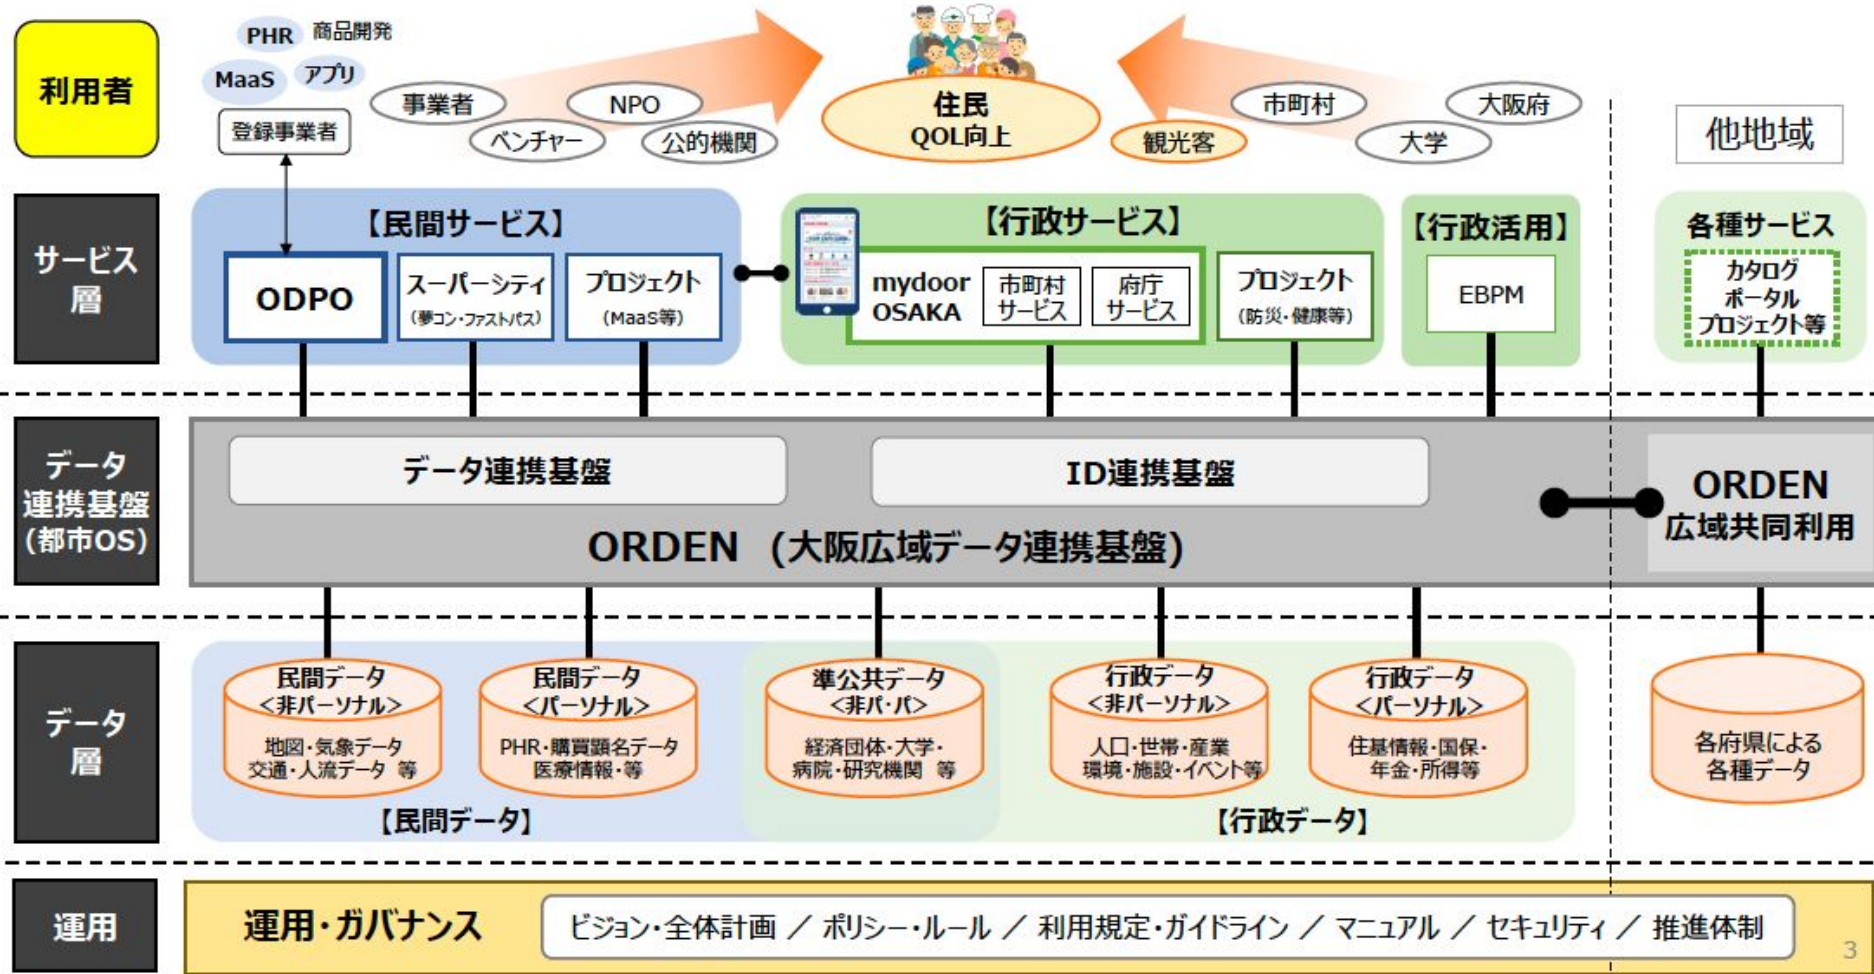 利用者
PHR
商品開発
MaaS
アプリ
登録事業者
事業者
ベンチャー
NPO
公的機関
住民
QOL向上
観光客
市町村
大学
大阪府
他地域
サービス
層
【民間サービス】
ODPO
スーパーシティ
(夢コン・ファストパス)
プロジェクト
(MaaS等)
【行政サービス】
mydoor
OSAKA
市町村
サービス
府庁
サービス
プロジェクト
(防災・健康等)
【行政活用】
EBPM
各種サービス
カタログ
ポータル
プロジェクト等
データ
連携基盤
(都市OS)
データ連携基盤
ID連携基盤
ORDEN (大阪広域データ連携基盤)
ORDEN
広域共同利用
データ
層
民間データ
<非パーソナル>
地図・気象データ
交通・人流データ 等
民間データ
<パーソナル>
PHR・購買顕名データ
医療情報・等
準公共データ
<非パ・パ>
経済団体・大学・
病院・研究機関 等
行政データ
<非パーソナル>
人口・世帯・産業
環境・施設・イベント等
行政データ
<パーソナル>
住基情報・国保・
年金・所得等
各府県による
各種データ
【民間データ】
【行政データ】
運用
運用・ガバナンス
ビジョン・全体計画 / ポリシー・ルール / 利用規定・ガイドライン / マニュアル / セキュリティ / 推進体制
3